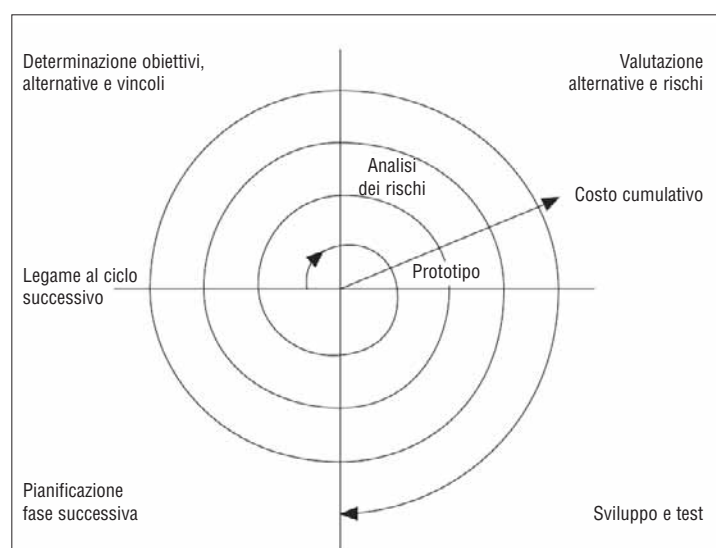 Determinazione obiettivi,
alternative e vincoli
Valutazione
alternative e rischi
Analisi
dei rischi
Costo cumulativo
Prototipo
Legame al ciclo
successivo
Pianificazione
fase successiva
Sviluppo e test